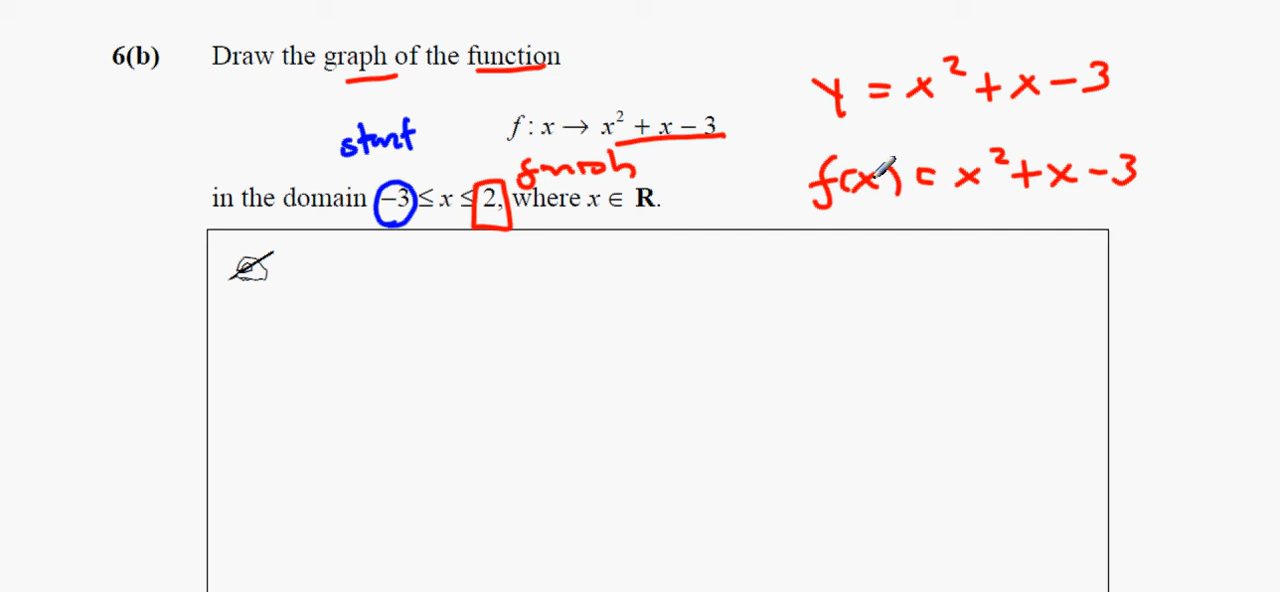 6(b) Draw the graph of the function
y = x² + x - 3
f : x → x² + x – 3
start
finish
f(x) = x² + x - 3
in the domain –3 ≤ x ≤ 2, where x ∈ R.